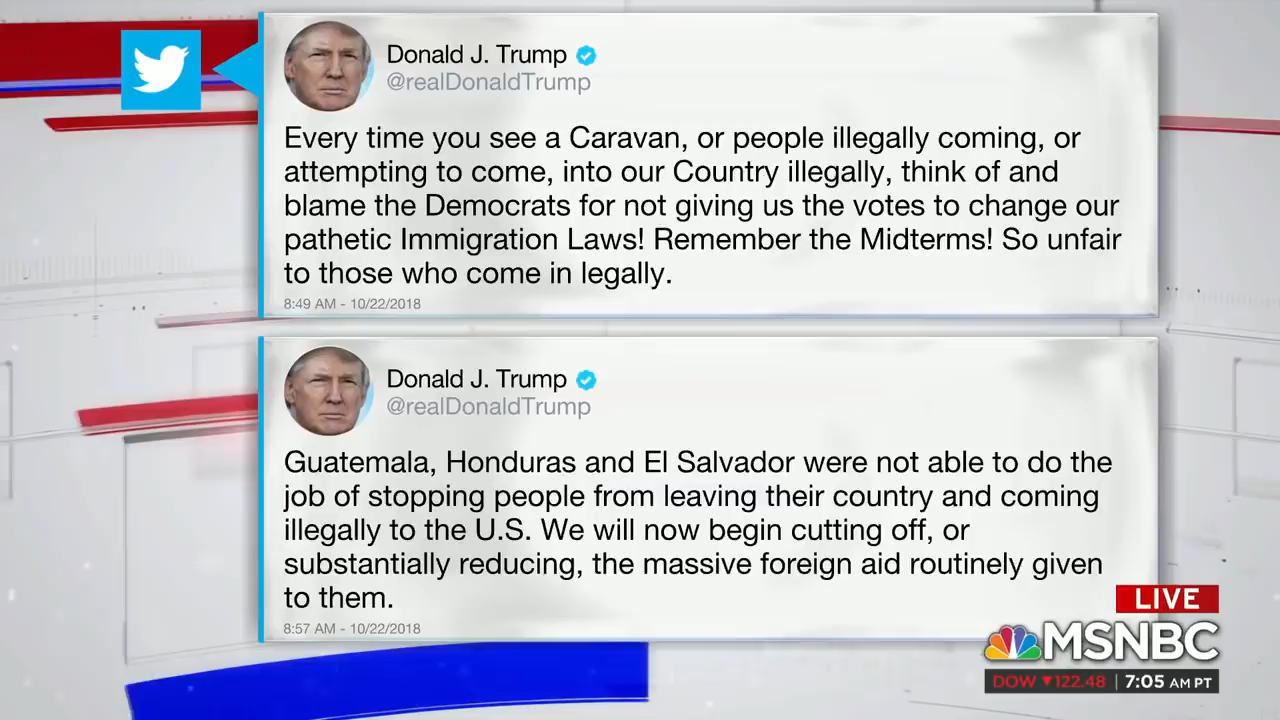 Donald J. Trump
@realDonaldTrump
Every time you see a Caravan, or people illegally coming, or
attempting to come, into our Country illegally, think of and
blame the Democrats for not giving us the votes to change our
pathetic Immigration Laws! Remember the Midterms! So unfair
to those who come in legally.
8:49 AM - 10/22/2018
Donald J. Trump
@realDonaldTrump
Guatemala, Honduras and El Salvador were not able to do the
job of stopping people from leaving their country and coming
illegally to the U.S. We will now begin cutting off, or
substantially reducing, the massive foreign aid routinely given
to them.
8:57 AM - 10/22/2018
LIVE
MSNBC
DOW ▼122.48 | 7:05 AM PT